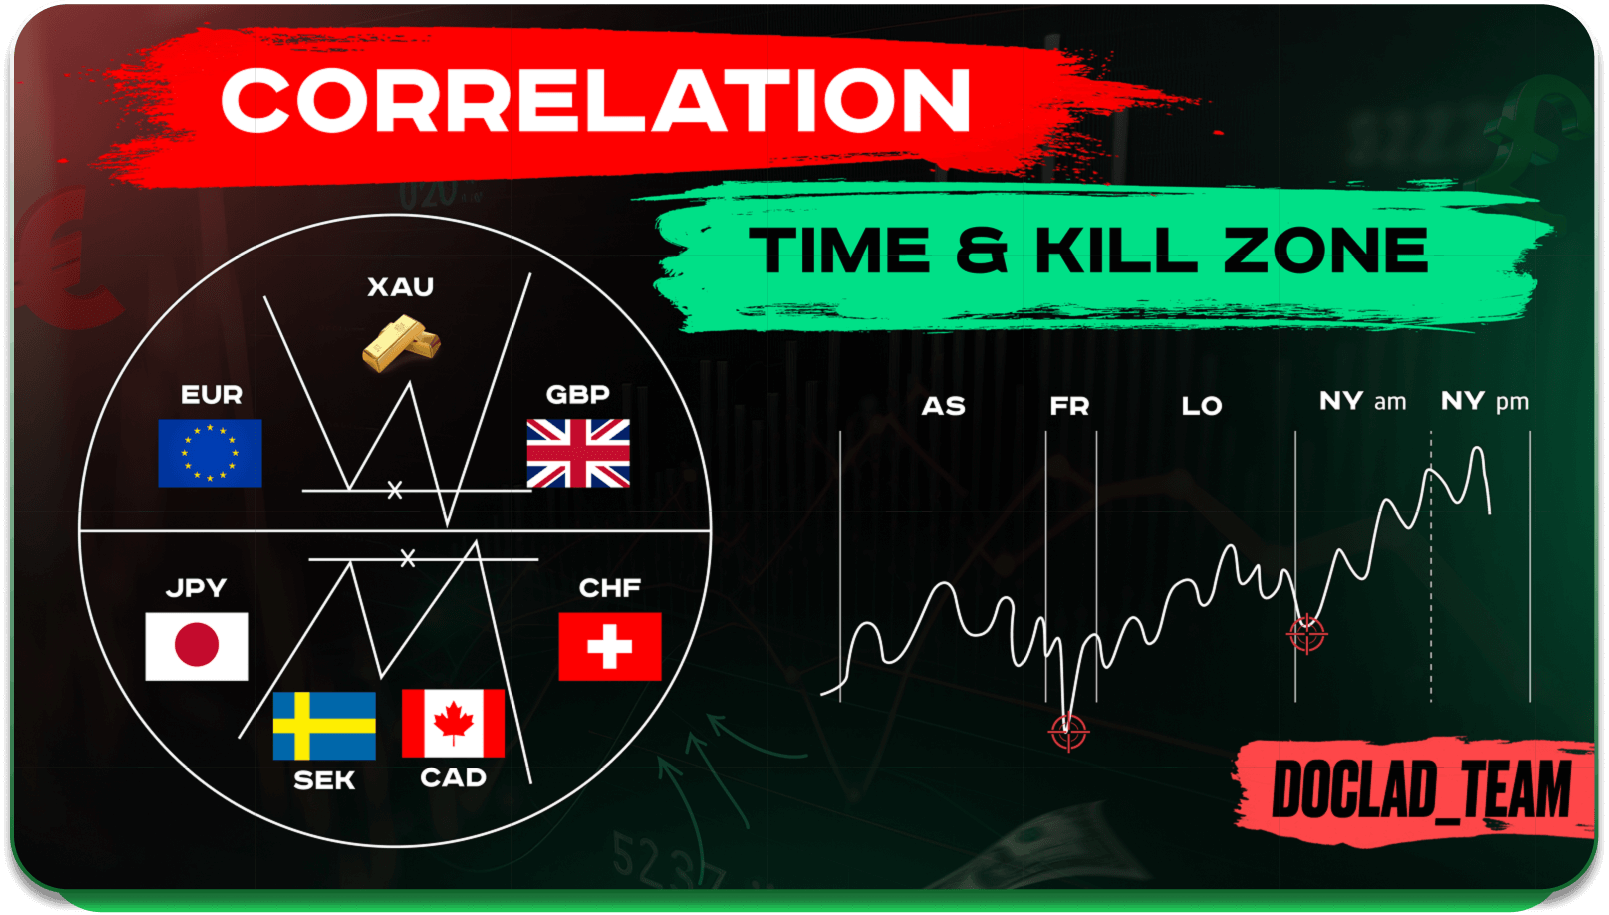 CORRELATION
TIME & KILL ZONE
XAU
EUR
GBP
x
x
JPY
CHF
SEK
CAD
AS
FR
LO
NY am
NY pm
DOCLAD_TEAM